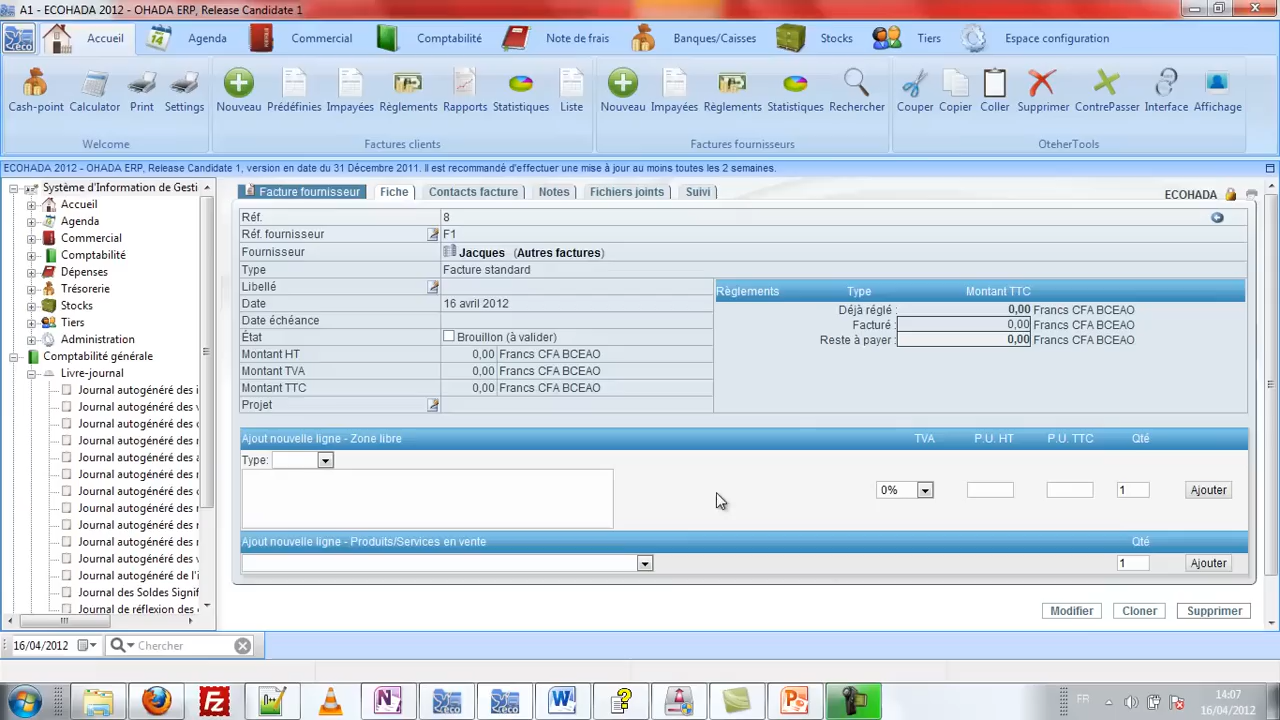 A1 - ECOHADA 2012 - OHADA ERP, Release Candidate 1
Accueil Agenda Commercial Comptabilité Note de frais Banques/Caisses Stocks Tiers Espace configuration
Cash-point Calculator Print Settings Nouveau Prédéfinies Impayées Règlements Rapports Statistiques Liste Nouveau Impayées Règlements Statistiques Rechercher Couper Copier Coller Supprimer ContrePasser Interface Affichage
Welcome Factures clients Factures fournisseurs OteherTools
ECOHADA 2012 - OHADA ERP, Release Candidate 1, version en date du 31 Décembre 2011. Il est recommandé d'effectuer une mise à jour au moins toutes les 2 semaines.
Système d'Information de Gesti
Accueil
Agenda
Commercial
Comptabilité
Dépenses
Trésorerie
Stocks
Tiers
Administration
Comptabilité générale
Livre-journal
Journal autogénéré des i
Journal autogénéré des v
Journal autogénéré des c
Journal autogénéré des e
Journal autogénéré des a
Journal autogénéré des r
Journal autogénéré des e
Journal autogénéré des c
Journal autogénéré des r
Journal autogénéré des r
Journal autogénéré des v
Journal autogénéré de l'i
Journal des Soldes Signif
Journal de réflexion des
Facture fournisseur Fiche Contacts facture Notes Fichiers joints Suivi
ECOHADA
Réf. 8
Réf. fournisseur F1
Fournisseur Jacques (Autres factures)
Type Facture standard
Libellé
Date 16 avril 2012
Date échéance
État Brouillon (à valider)
Montant HT 0,00 Francs CFA BCEAO
Montant TVA 0,00 Francs CFA BCEAO
Montant TTC 0,00 Francs CFA BCEAO
Projet
Règlements Type Montant TTC
Déjà réglé : 0,00 Francs CFA BCEAO
Facturé : 0,00 Francs CFA BCEAO
Reste à payer : 0,00 Francs CFA BCEAO
Ajout nouvelle ligne - Zone libre TVA P.U. HT P.U. TTC Qté
Type:
0% 1 Ajouter
Ajout nouvelle ligne - Produits/Services en vente Qté
1 Ajouter
Modifier Cloner Supprimer
16/04/2012 Chercher
FR 14:07
16/04/2012